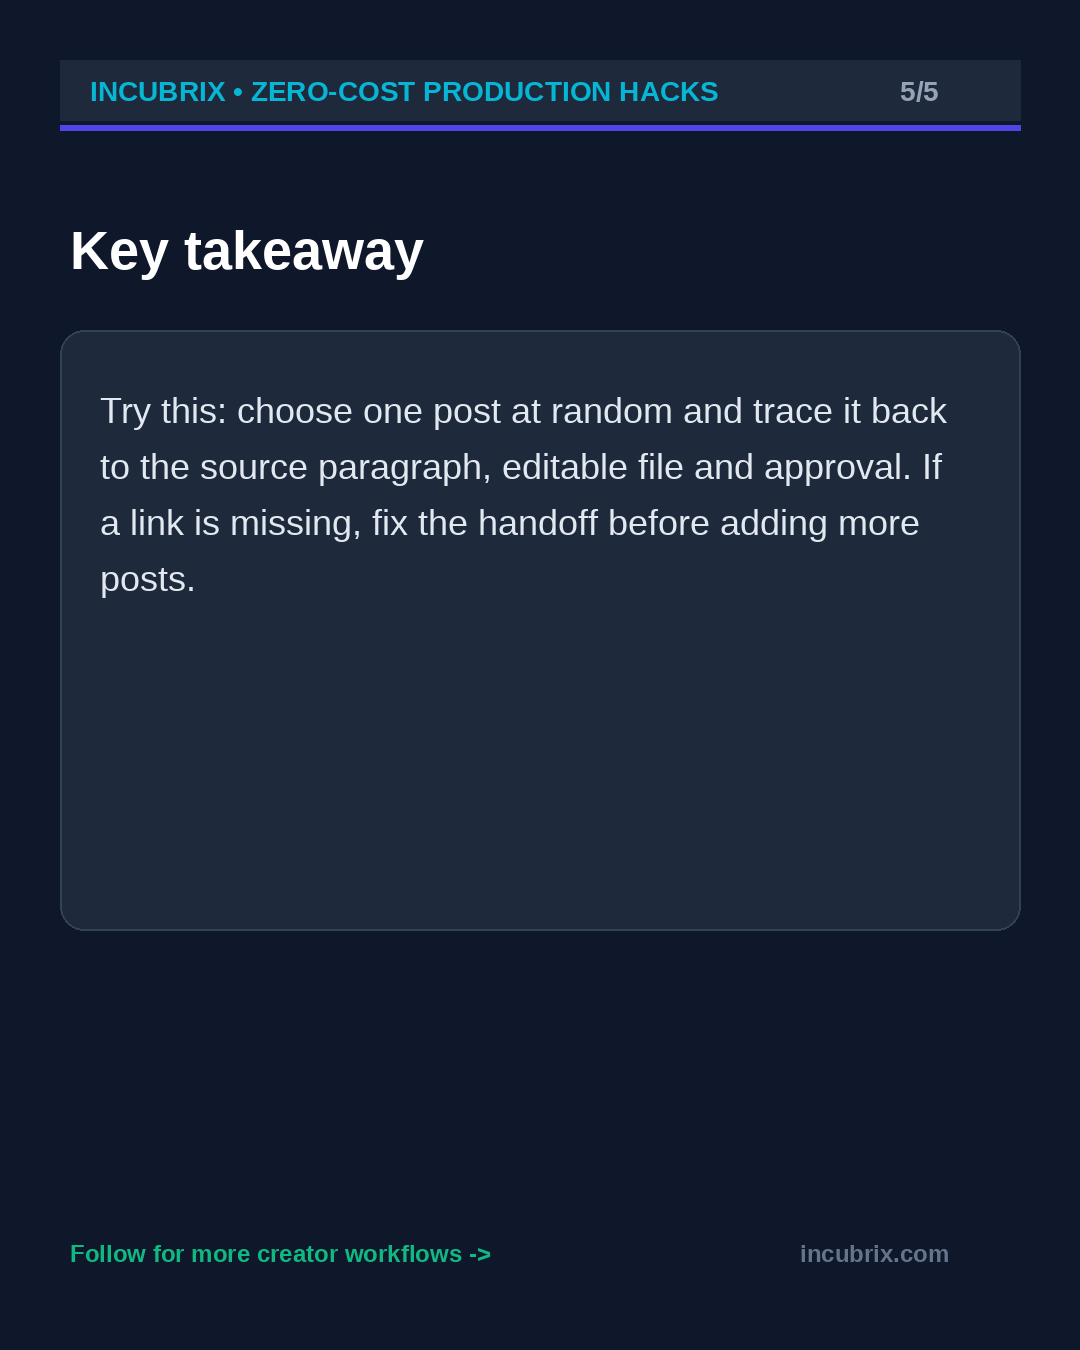 INCUBRIX • ZERO-COST PRODUCTION HACKS 5/5
Key takeaway
Try this: choose one post at random and trace it back
to the source paragraph, editable file and approval. If
a link is missing, fix the handoff before adding more
posts.
Follow for more creator workflows -> incubrix.com